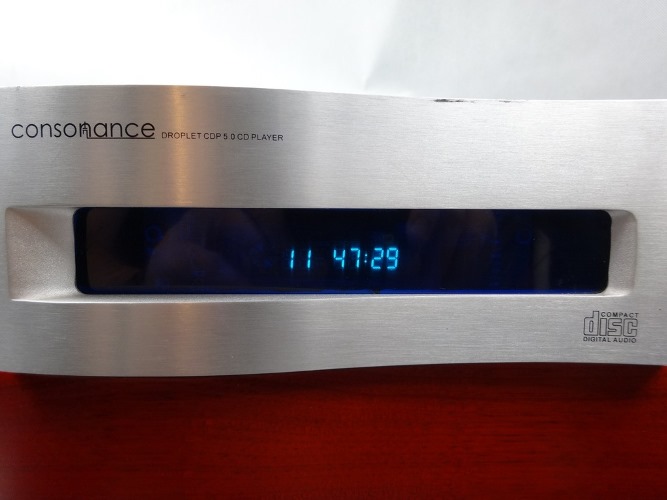 consonance DROPLET CDP 5.0 CD PLAYER
11 47:29
COMPACT
disc
DIGITAL AUDIO